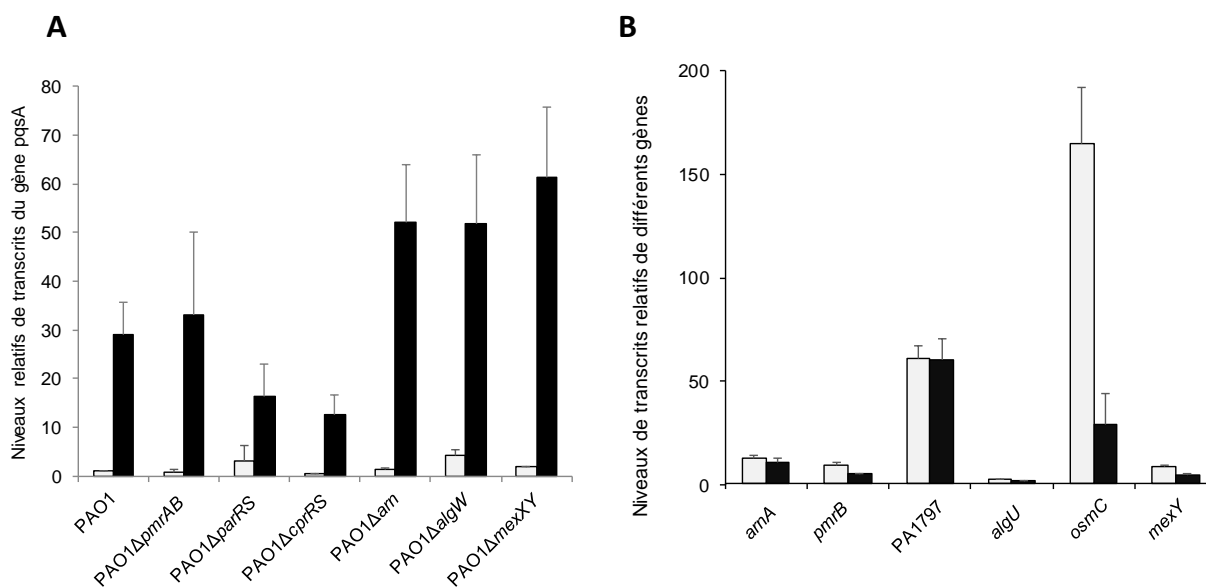 A
B
Niveaux relatifs de transcrits du gène pqsA
80
70
60
50
40
30
20
10
0
PAO1
PAO1ΔpmrAB
PAO1ΔparRS
PAO1ΔcprRS
PAO1Δarn
PAO1ΔalgW
PAO1ΔmexXY
Niveaux de transcrits relatifs de différents gènes
200
150
100
50
0
arnA
pmrB
PA1797
algU
osmC
mexY